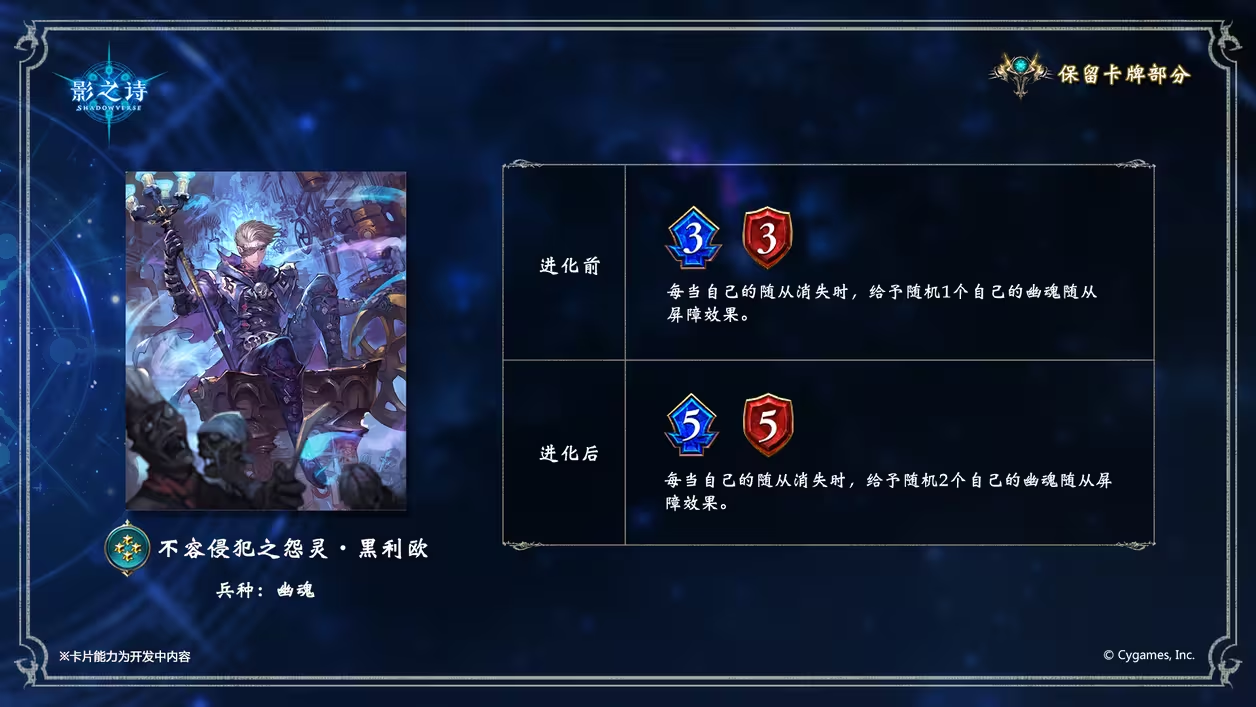 影之诗
SHADOWVERSE
保留卡牌部分
进化前
3 3
每当自己的随从消失时，给予随机1个自己的幽魂随从
屏障效果。
进化后
5 5
每当自己的随从消失时，给予随机2个自己的幽魂随从屏
障效果。
不容侵犯之怨灵·黑利欧
兵种：幽魂
※卡片能力为开发中内容
© Cygames, Inc.